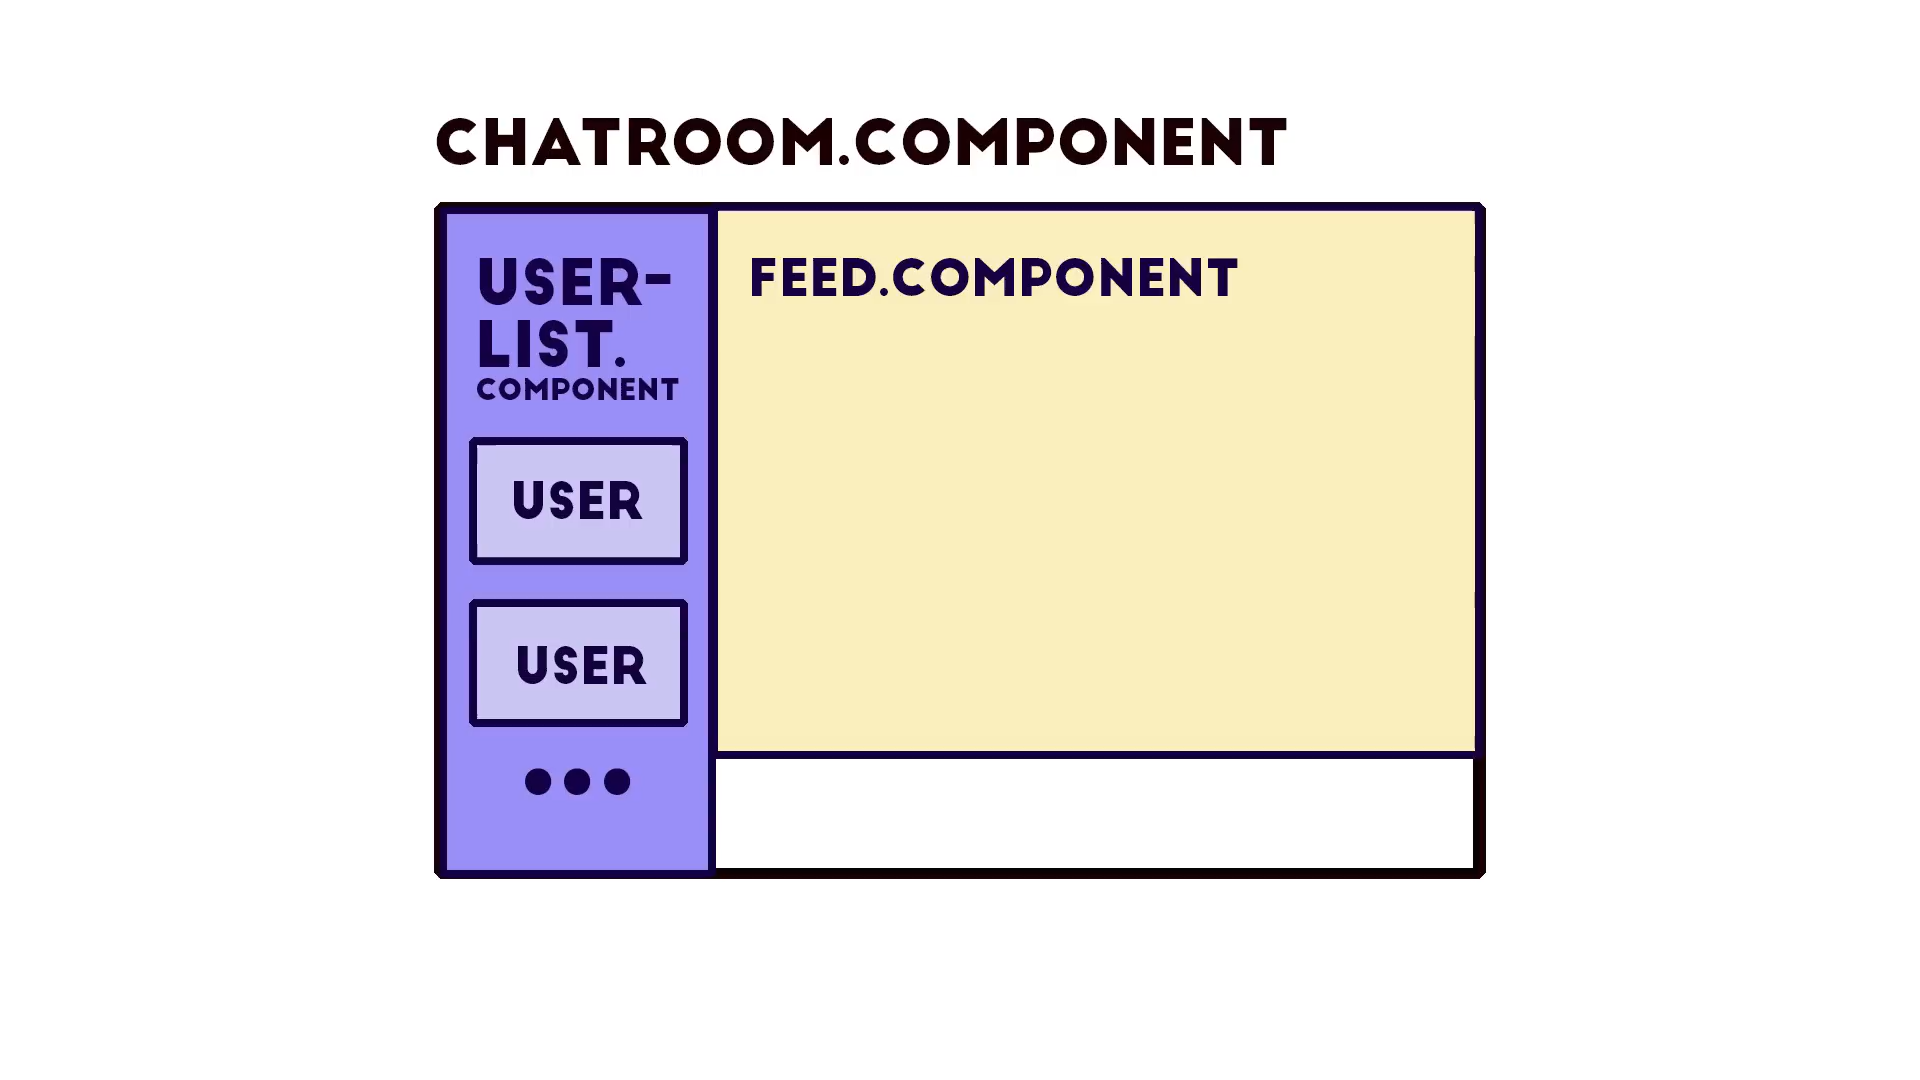 CHATROOM.COMPONENT
USER-
LIST.
COMPONENT
USER
USER
FEED.COMPONENT